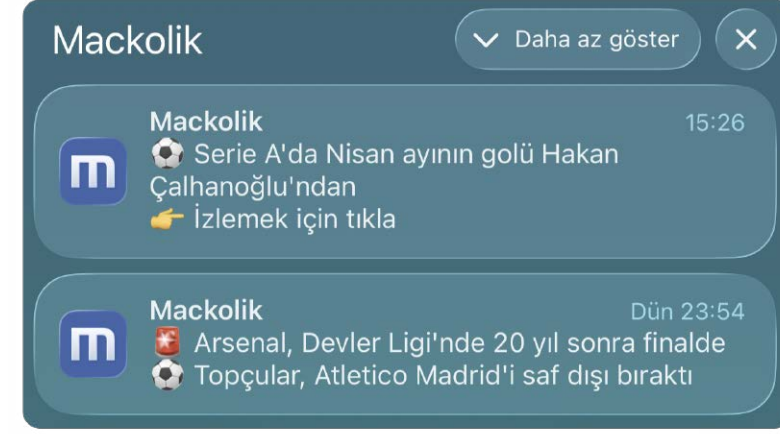 Mackolik
Daha az göster
Mackolik 15:26
⚽ Serie A'da Nisan ayının golü Hakan
Çalhanoğlu'ndan
👉 İzlemek için tıkla
Mackolik Dün 23:54
🚨 Arsenal, Devler Ligi'nde 20 yıl sonra finalde
⚽ Topçular, Atletico Madrid'i saf dışı bıraktı